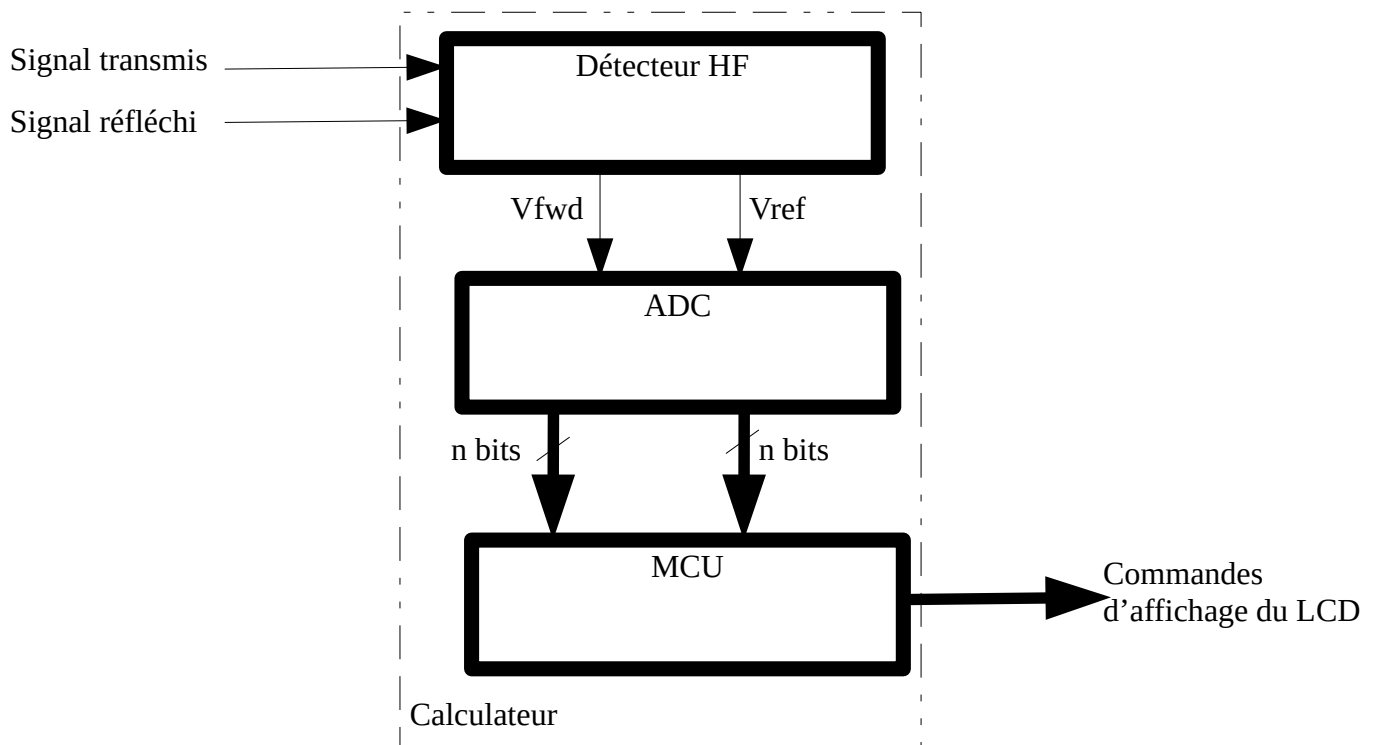 Signal transmis
Détecteur HF
Signal réfléchi
Vfwd
Vref
ADC
n bits
n bits
MCU
Commandes
d’affichage du LCD
Calculateur